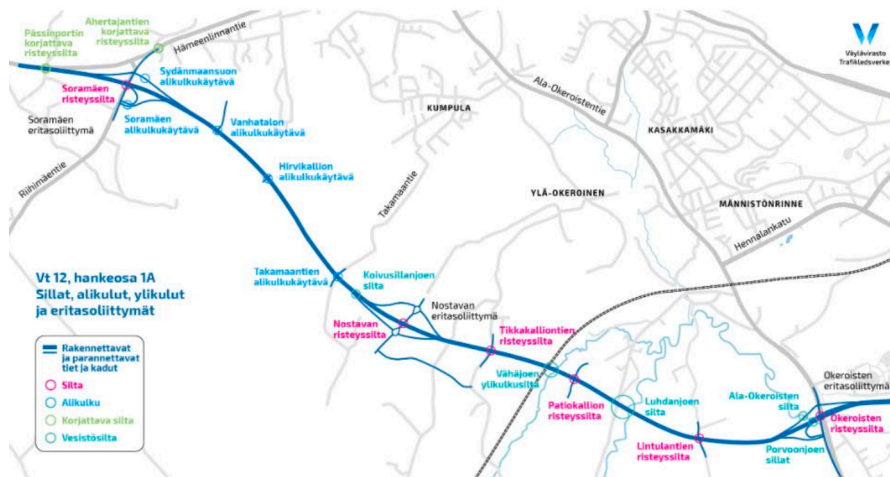 Ahertajantien
korjattava
risteyssilta
Pässinportin
korjattava
risteyssilta
Hämeenlinnantie
Väylävirasto
Trafikledsverket
Sydänmaansuon
alikulkukäytävä
Soramäen
risteyssilta
Soramäen
eritasoliittymä
Soramäen
alikulkukäytävä
Vanhatalon
alikulkukäytävä
Riihimäentie
Hirvikallion
alikulkukäytävä
KUMPULA
Ala-Okeroistentie
KASAKKAMÄKI
Takamaantie
YLÄ-OKEROINEN
MÄNNISTÖNRINNE
Hennalankatu
Vt 12, hankeosa 1A
Sillat, alikulut, ylikulut
ja eritasoliittymät
Takamaantien
alikulkukäytävä
Koivusillanjoen
silta
Nostavan
eritasoliittymä
Nostavan
risteyssilta
Tikkakalliontien
risteyssilta
Vähäjoen
ylikulkusilta
Patiokallion
risteyssilta
Luhdanjoen
silta
Lintulantien
risteyssilta
Ala-Okeroisten
silta
Okeroisten
eritasoliittymä
Okeroisten
risteyssilta
Porvoonjoen
sillat
Rakennettavat
ja parannettavat
tiet ja kadut
Silta
Alikulku
Korjattava silta
Vesistösilta